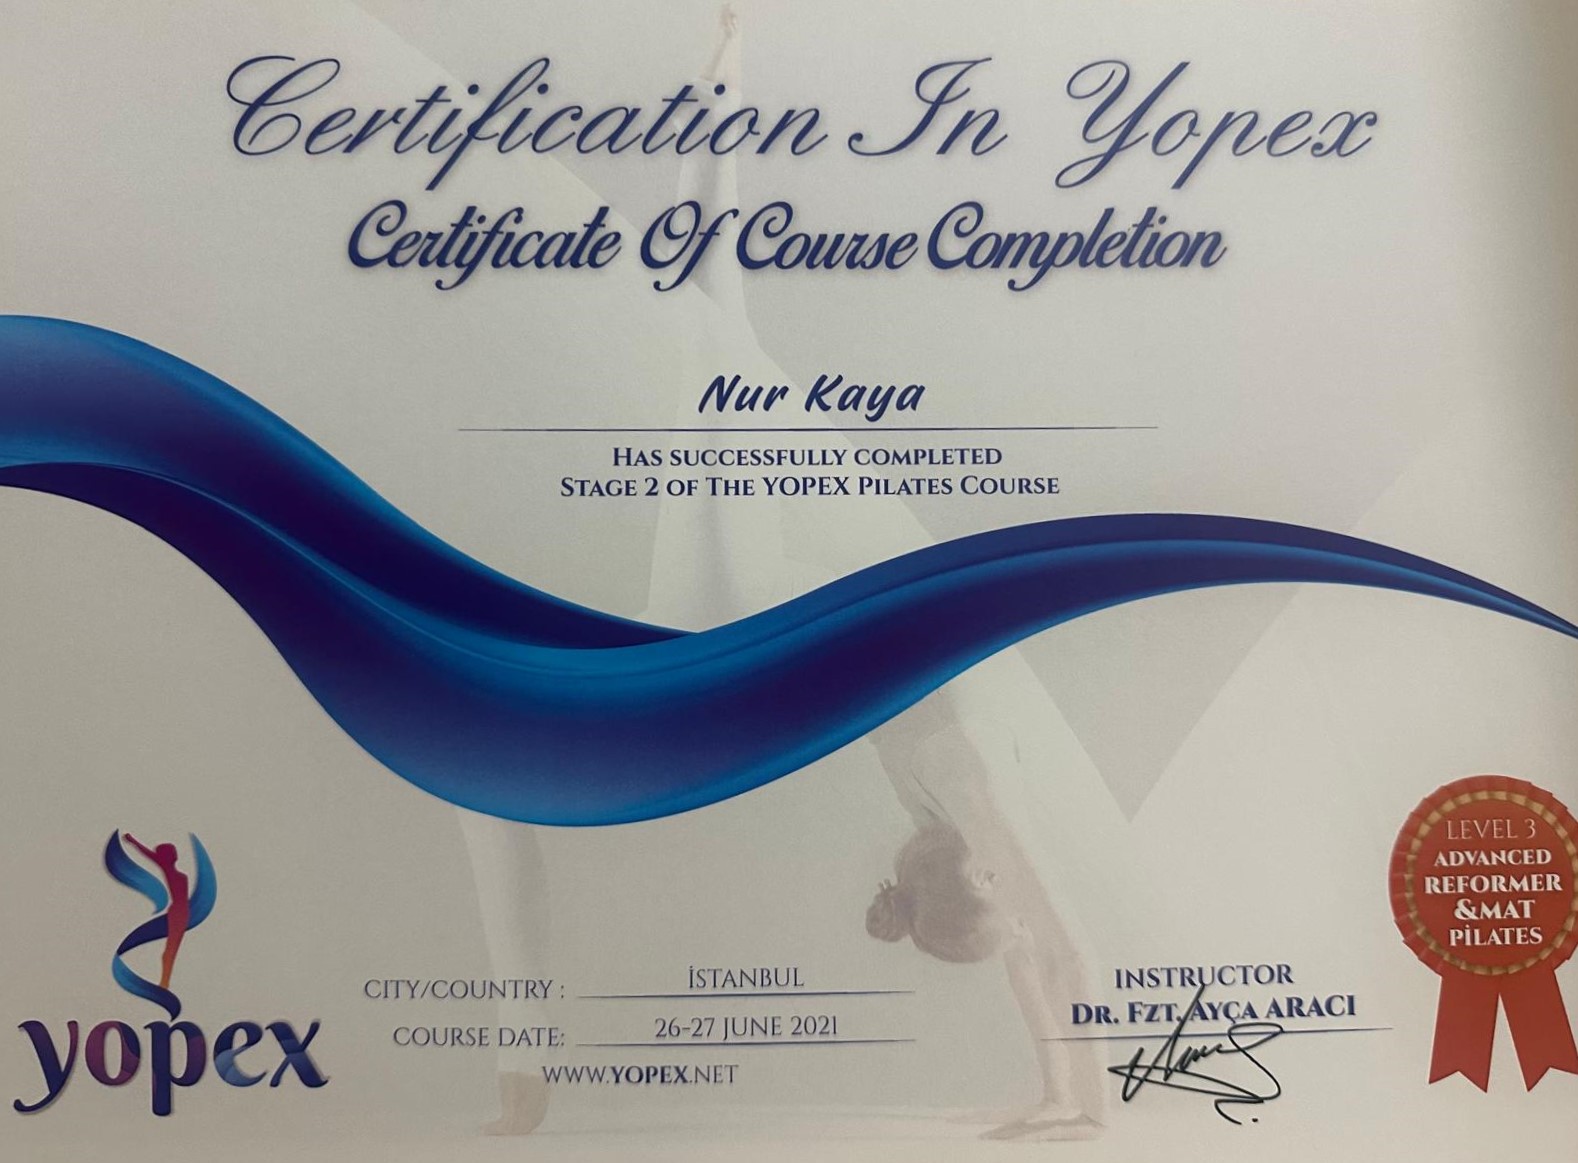 Certification In Yopex
Certificate Of Course Completion
Nur Kaya
HAS SUCCESSFULLY COMPLETED
STAGE 2 OF THE YOPEX PILATES COURSE
LEVEL 3
ADVANCED
REFORMER
&MAT
PİLATES
yopex
CITY/COUNTRY : İSTANBUL
COURSE DATE: 26-27 JUNE 2021
WWW.YOPEX.NET
INSTRUCTOR
DR. FZT. AYÇA ARACI